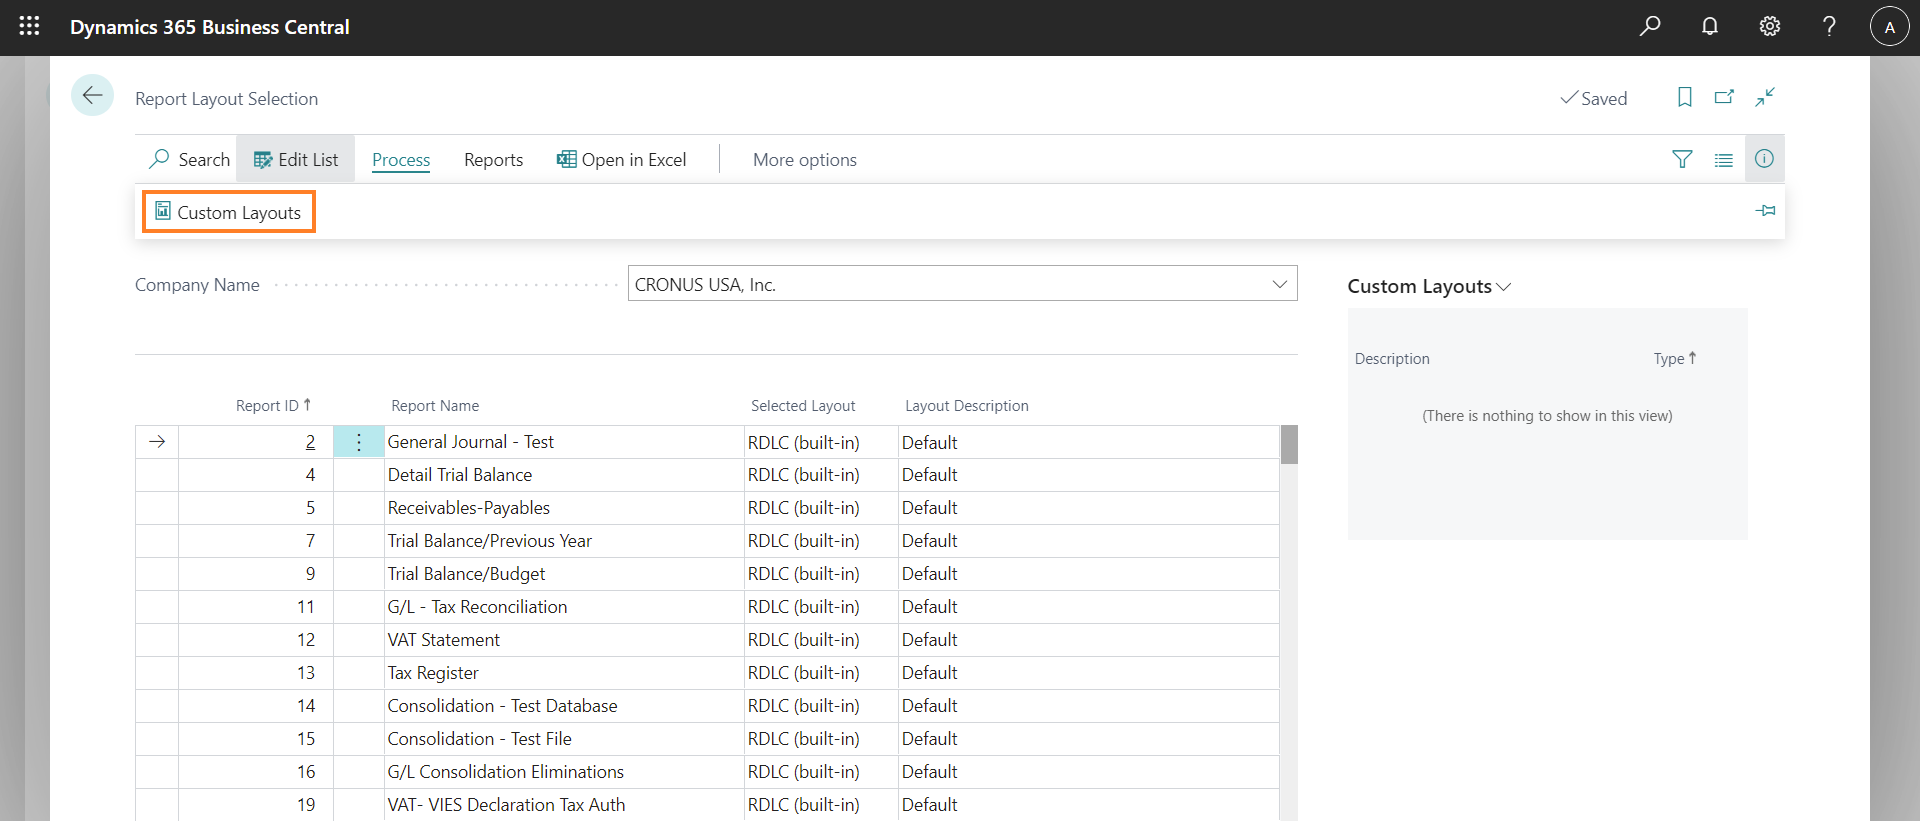 Dynamics 365 Business Central
A
Report Layout Selection
Saved
Search Edit List Process Reports Open in Excel More options
Custom Layouts
Company Name CRONUS USA, Inc.
Custom Layouts
Description Type
(There is nothing to show in this view)
Report ID Report Name Selected Layout Layout Description
2 General Journal - Test RDLC (built-in) Default
4 Detail Trial Balance RDLC (built-in) Default
5 Receivables-Payables RDLC (built-in) Default
7 Trial Balance/Previous Year RDLC (built-in) Default
9 Trial Balance/Budget RDLC (built-in) Default
11 G/L - Tax Reconciliation RDLC (built-in) Default
12 VAT Statement RDLC (built-in) Default
13 Tax Register RDLC (built-in) Default
14 Consolidation - Test Database RDLC (built-in) Default
15 Consolidation - Test File RDLC (built-in) Default
16 G/L Consolidation Eliminations RDLC (built-in) Default
19 VAT- VIES Declaration Tax Auth RDLC (built-in) Default